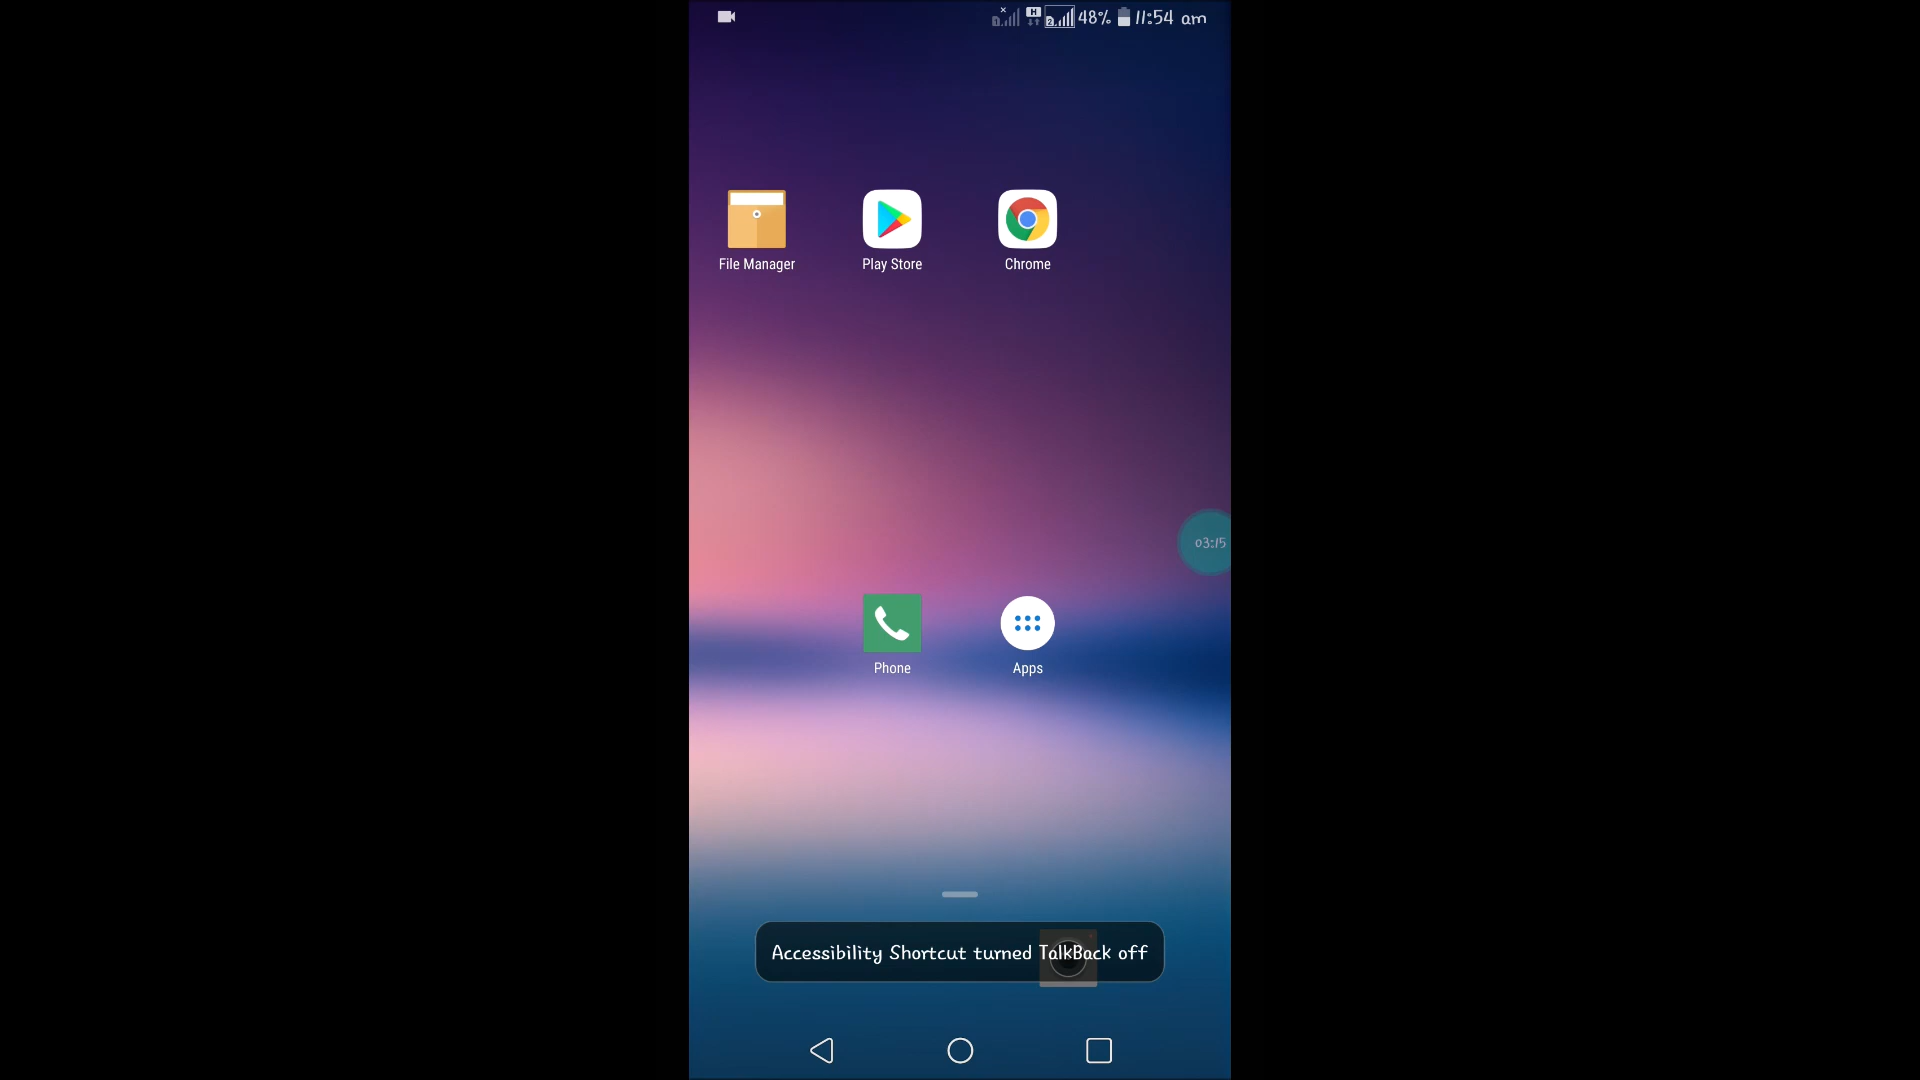 48% 11:54 am
File Manager
Play Store
Chrome
03:15
Phone
Apps
Accessibility Shortcut turned TalkBack off